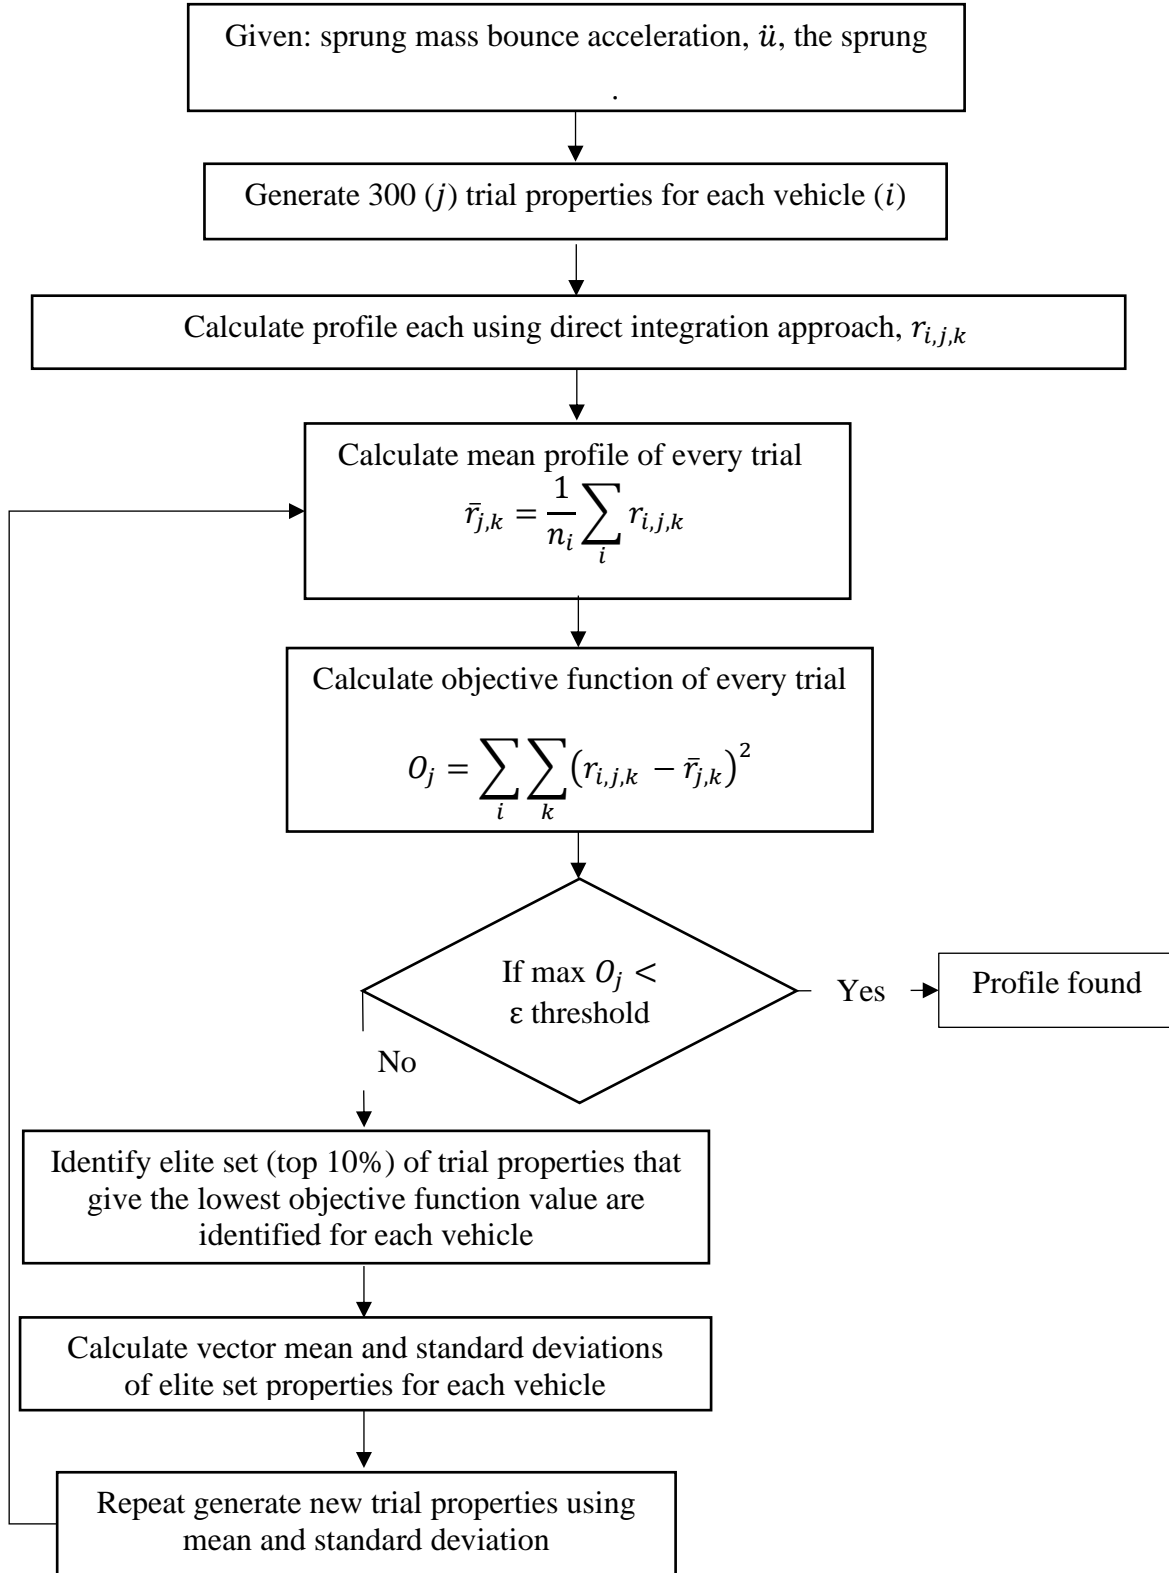 Given: sprung mass bounce acceleration, ü, the sprung
.
Generate 300 (j) trial properties for each vehicle (i)
Calculate profile each using direct integration approach, r_{i,j,k}
Calculate mean profile of every trial
r̄_{j,k} = \frac{1}{n_i} \sum_i r_{i,j,k}
Calculate objective function of every trial
O_j = \sum_i \sum_k (r_{i,j,k} − r̄_{j,k})^2
If max O_j <
ε threshold
Yes
Profile found
No
Identify elite set (top 10%) of trial properties that
give the lowest objective function value are
identified for each vehicle
Calculate vector mean and standard deviations
of elite set properties for each vehicle
Repeat generate new trial properties using
mean and standard deviation